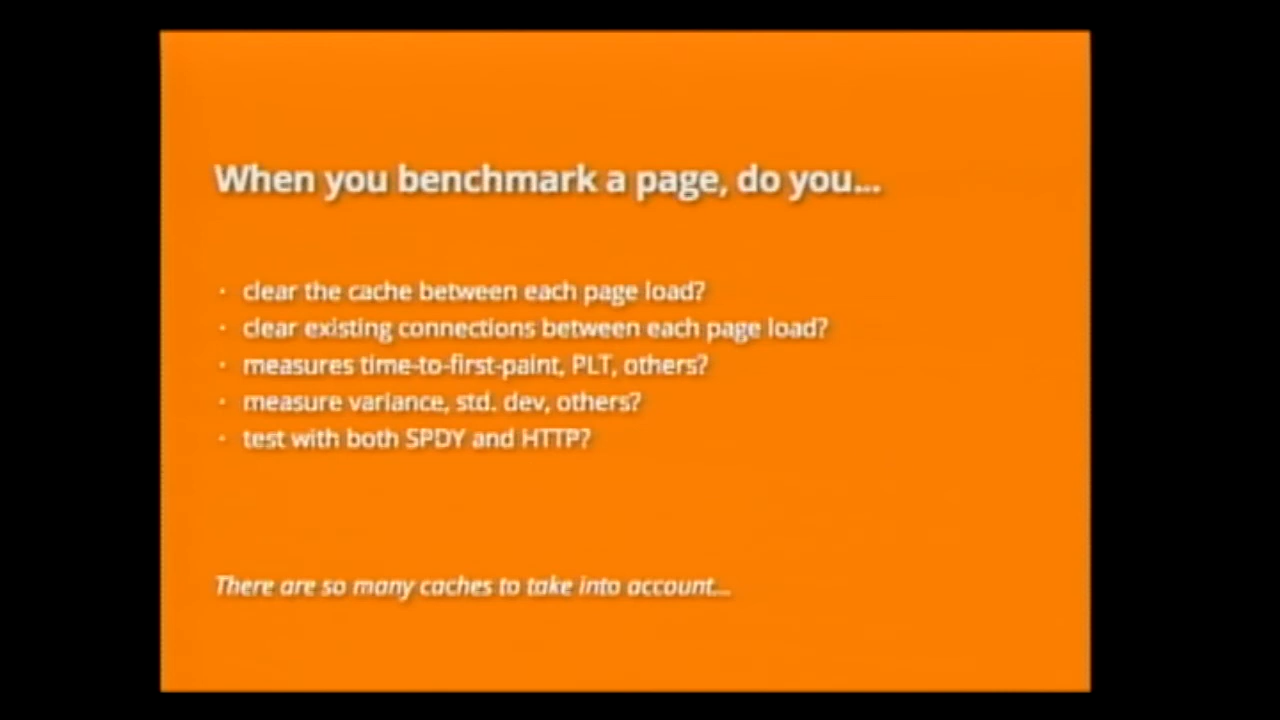 When you benchmark a page, do you...
· clear the cache between each page load?
· clear existing connections between each page load?
· measures time-to-first-paint, PLT, others?
· measure variance, std. dev, others?
· test with both SPDY and HTTP?
There are so many caches to take into account...